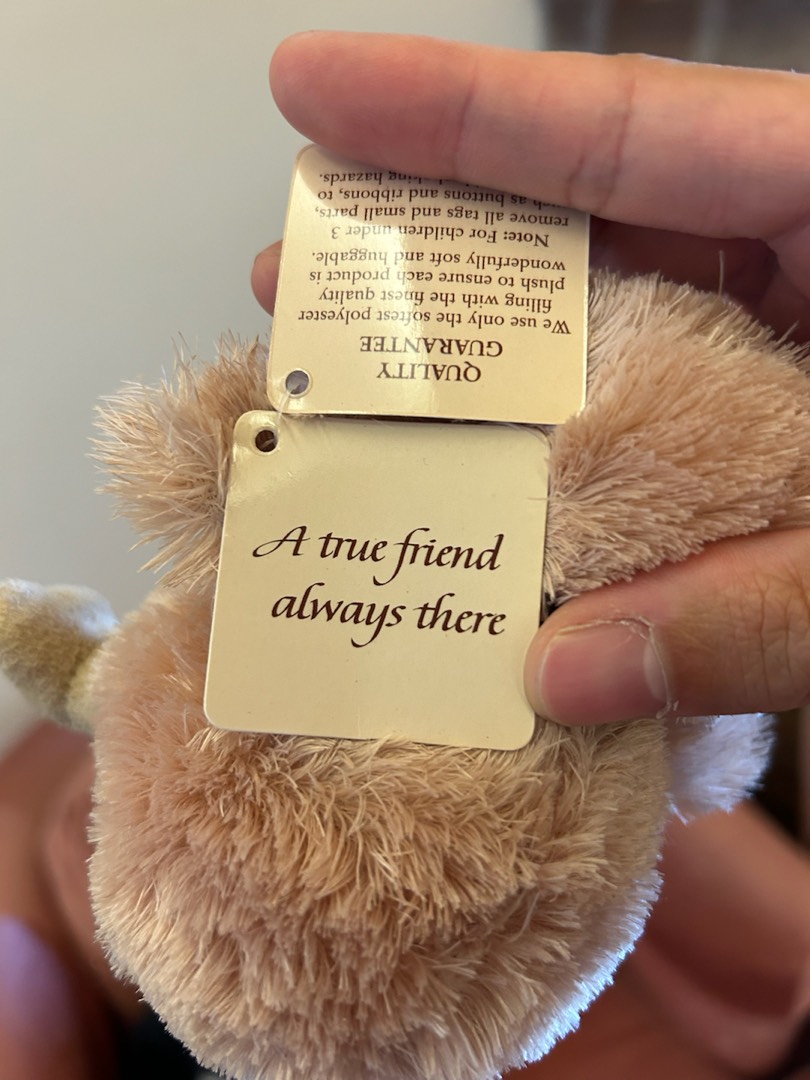 A true friend
always there
QUALITY
GUARANTEE
We use only the softest polyester
filling with the finest quality
plush to ensure each product is
wonderfully soft and huggable.
Note: For children under 3
remove all tags and small parts,
as buttons and ribbons, to
hazards.